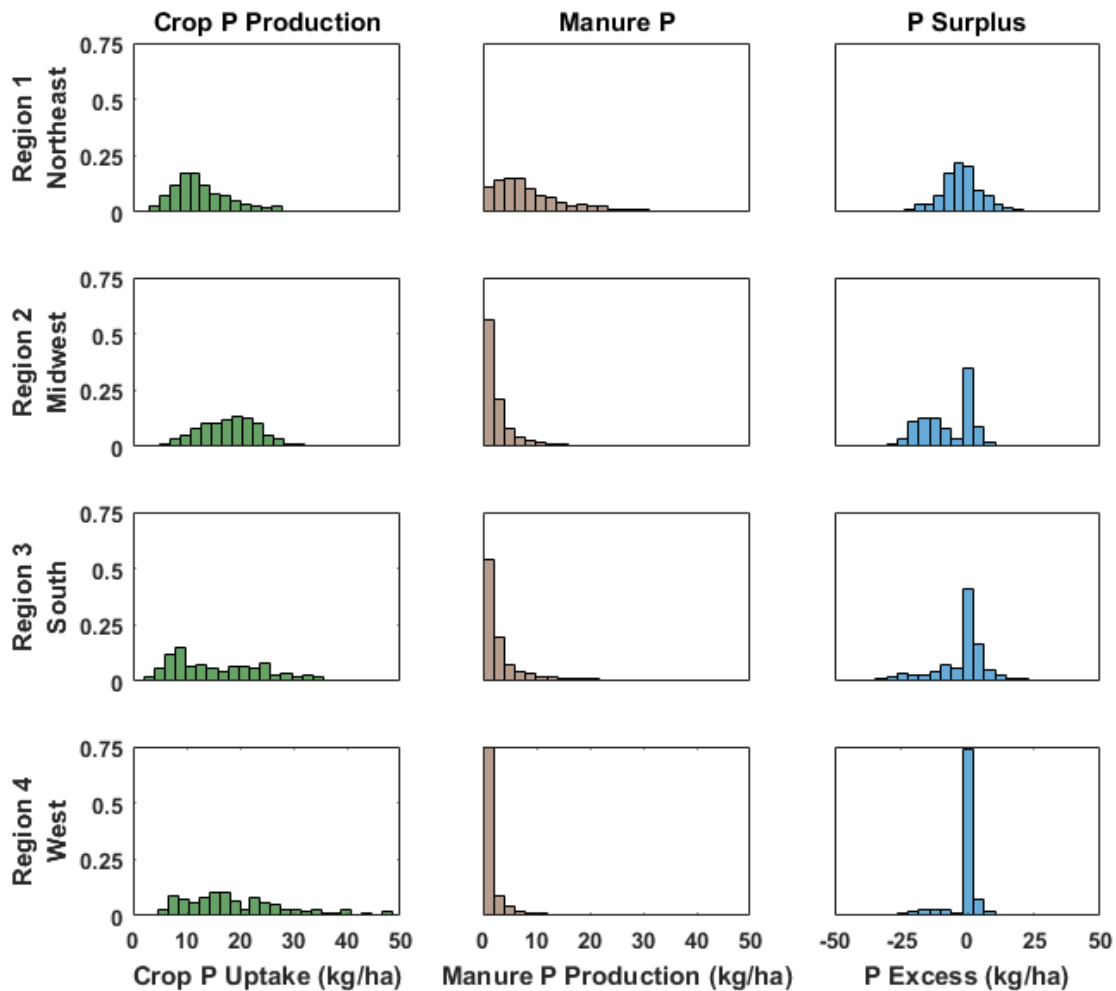 Crop P Production
Manure P
P Surplus
Region 1
Northeast
0.75
0.5
0.25
0
Region 2
Midwest
0.75
0.5
0.25
0
Region 3
South
0.75
0.5
0.25
0
Region 4
West
0.75
0.5
0.25
0
0 10 20 30 40 50
0 10 20 30 40 50
-50 -25 0 25 50
Crop P Uptake (kg/ha)
Manure P Production (kg/ha)
P Excess (kg/ha)